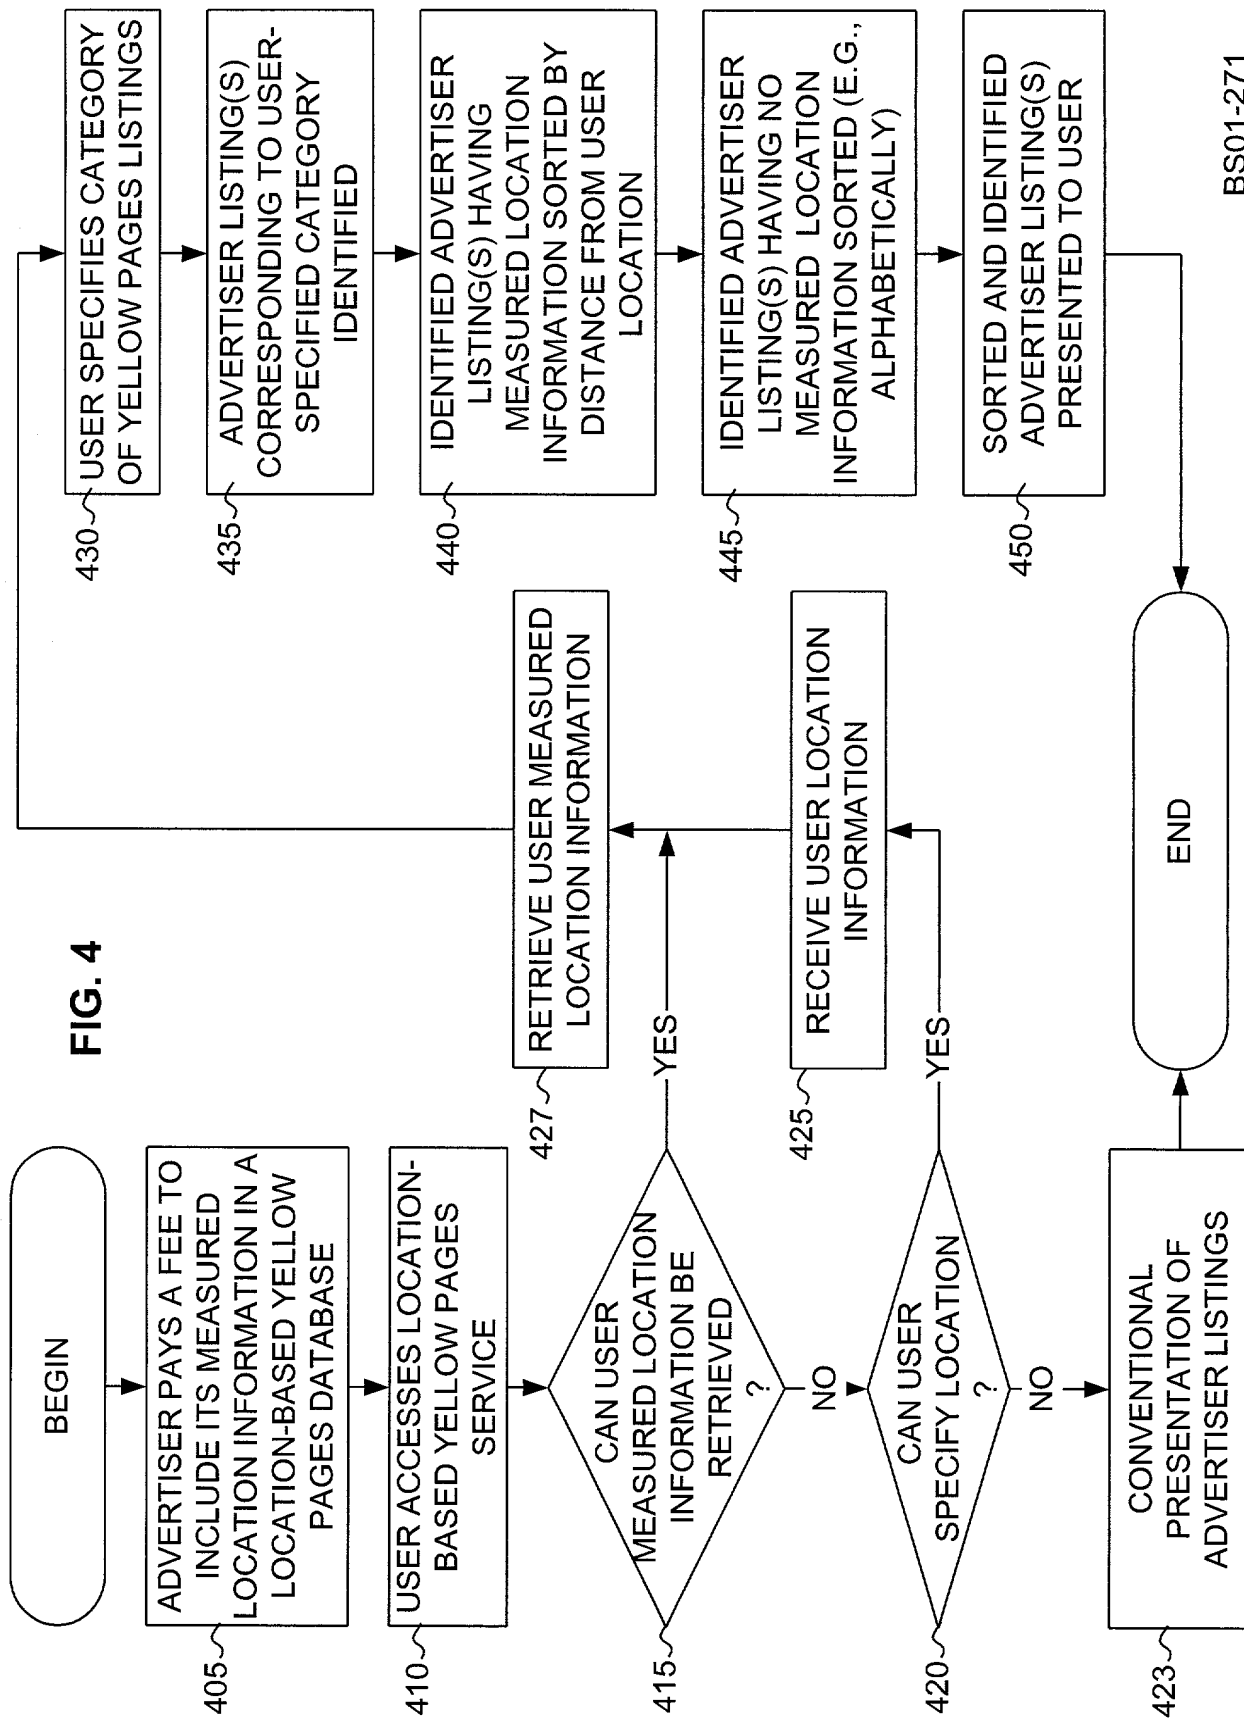 FIG. 4
BEGIN
405
ADVERTISER PAYS A FEE TO
INCLUDE ITS MEASURED
LOCATION INFORMATION IN A
LOCATION-BASED YELLOW
PAGES DATABASE
410
USER ACCESSES LOCATION-
BASED YELLOW PAGES
SERVICE
415
CAN USER
MEASURED LOCATION
INFORMATION BE
RETRIEVED
?
YES
NO
420
CAN USER
SPECIFY LOCATION
?
YES
NO
423
CONVENTIONAL
PRESENTATION OF
ADVERTISER LISTINGS
427
RETRIEVE USER MEASURED
LOCATION INFORMATION
425
RECEIVE USER LOCATION
INFORMATION
END
430
USER SPECIFIES CATEGORY
OF YELLOW PAGES LISTINGS
435
ADVERTISER LISTING(S)
CORRESPONDING TO USER-
SPECIFIED CATEGORY
IDENTIFIED
440
IDENTIFIED ADVERTISER
LISTING(S) HAVING
MEASURED LOCATION
INFORMATION SORTED BY
DISTANCE FROM USER
LOCATION
445
IDENTIFIED ADVERTISER
LISTING(S) HAVING NO
MEASURED LOCATION
INFORMATION SORTED (E.G.,
ALPHABETICALLY)
450
SORTED AND IDENTIFIED
ADVERTISER LISTING(S)
PRESENTED TO USER
BS01-271